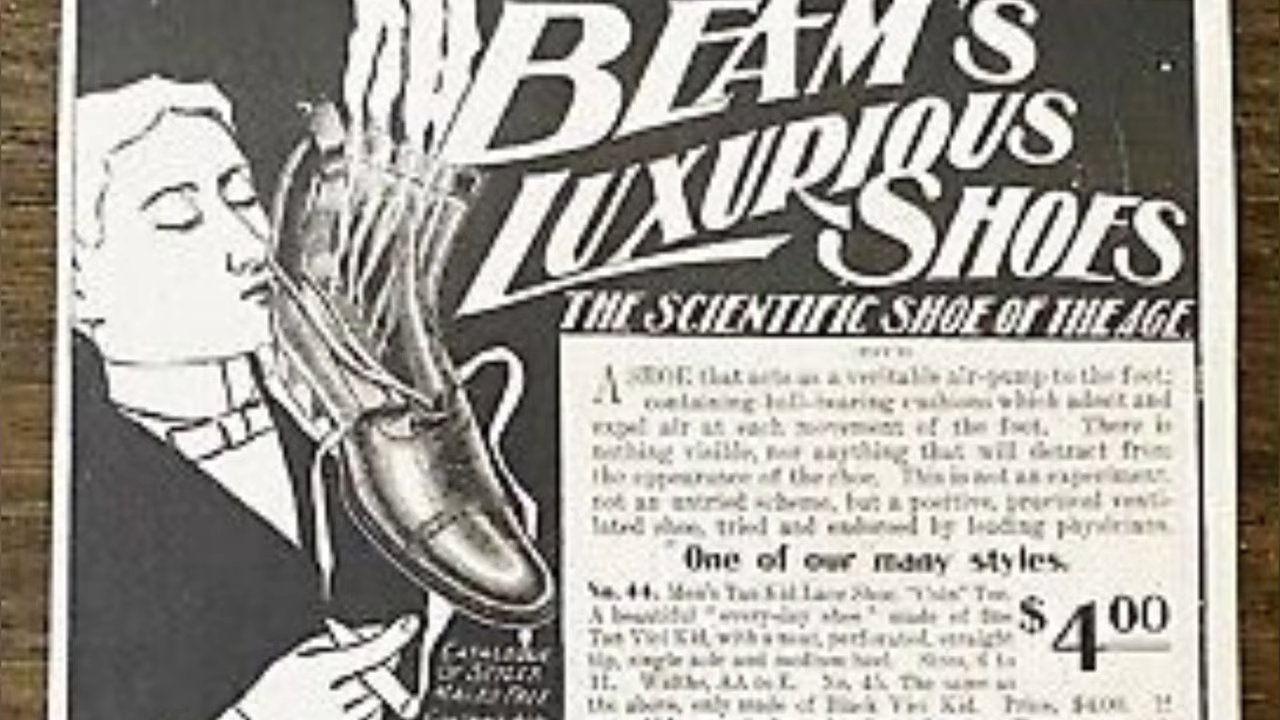 BEAM'S
LUXURIOUS
SHOES
THE SCIENTIFIC SHOE OF THE AGE.
A SHOE that acts as a veritable air-pump to the foot;
containing ball-bearing cushions which admit and
expel air at each movement of the foot. There is
nothing visible, nor anything that will detract from
the appearance of the shoe. This is not an experiment,
not an untried scheme, but a positive, practical venti-
lated shoe, tried and endorsed by leading physicians.
One of our many styles.
No. 44. Men's Tan Kid Lace Shoe, Toe.
A beautiful "every-day shoe" made of fine
Tan Vici Kid, with a neat, perforated, straight
tip, single sole and medium heel. Sizes, 6 to
11. Widths, AA to E. No. 45. The same as
the above, only made of Black Vici Kid. Price, $4.00. If
$4.00
CATALOGUE
OF STYLES
MAILED FREE